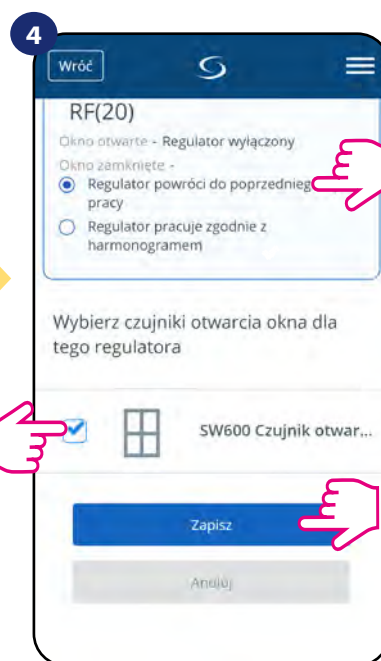 4
Wróć
RF(20)
Okno otwarte - Regulator wyłączony
Okno zamknięte -
Regulator powróci do poprzednieg
pracy
Regulator pracuje zgodnie z
harmonogramem
Wybierz czujniki otwarcia okna dla
tego regulatora
SW600 Czujnik otwar...
Zapisz
Anuluj